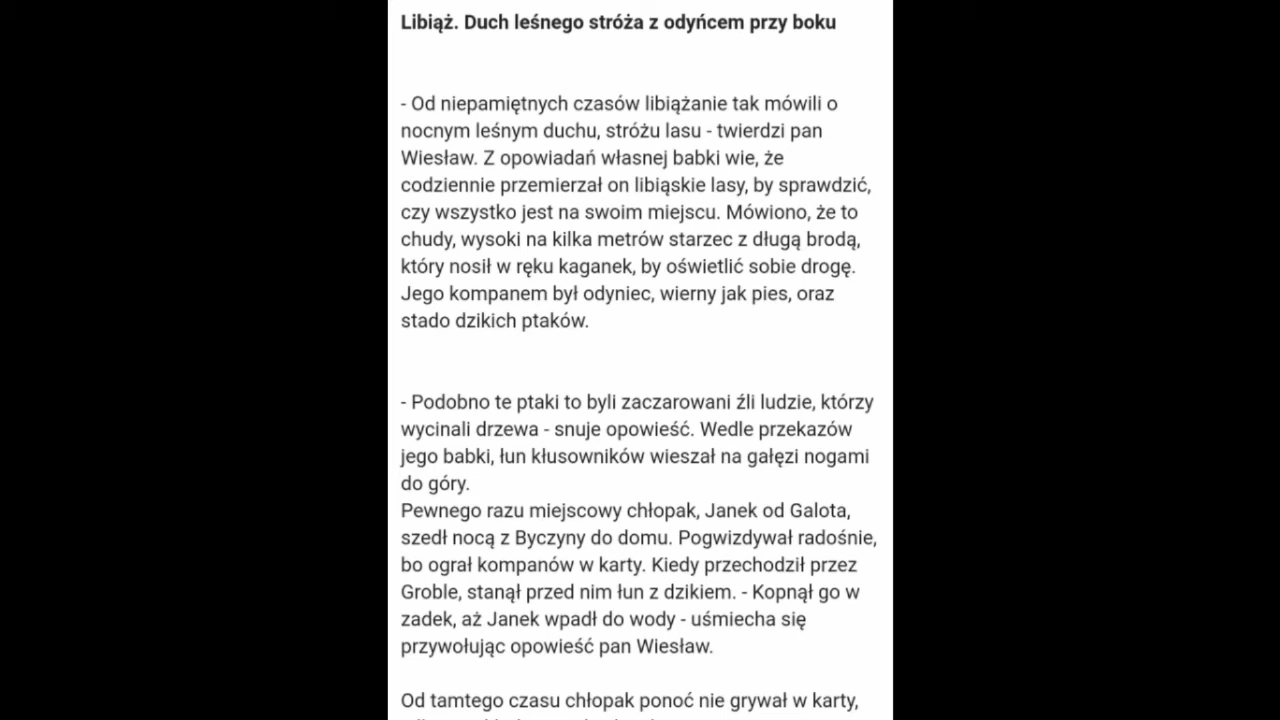 Libiąż. Duch leśnego stróża z odyńcem przy boku
- Od niepamiętnych czasów libiążanie tak mówili o
nocnym leśnym duchu, stróżu lasu - twierdzi pan
Wiesław. Z opowiadań własnej babki wie, że
codziennie przemierzał on libiąskie lasy, by sprawdzić,
czy wszystko jest na swoim miejscu. Mówiono, że to
chudy, wysoki na kilka metrów starzec z długą brodą,
który nosił w ręku kaganek, by oświetlić sobie drogę.
Jego kompanem był odyniec, wierny jak pies, oraz
stado dzikich ptaków.
- Podobno te ptaki to byli zaczarowani źli ludzie, którzy
wycinali drzewa - snuje opowieść. Wedle przekazów
jego babki, łun kłusowników wieszał na gałęzi nogami
do góry.
Pewnego razu miejscowy chłopak, Janek od Galota,
szedł nocą z Byczyny do domu. Pogwizdywał radośnie,
bo ograł kompanów w karty. Kiedy przechodził przez
Groble, stanął przed nim łun z dzikiem. - Kopnął go w
zadek, aż Janek wpadł do wody - uśmiecha się
przywołując opowieść pan Wiesław.
Od tamtego czasu chłopak ponoć nie grywał w karty,